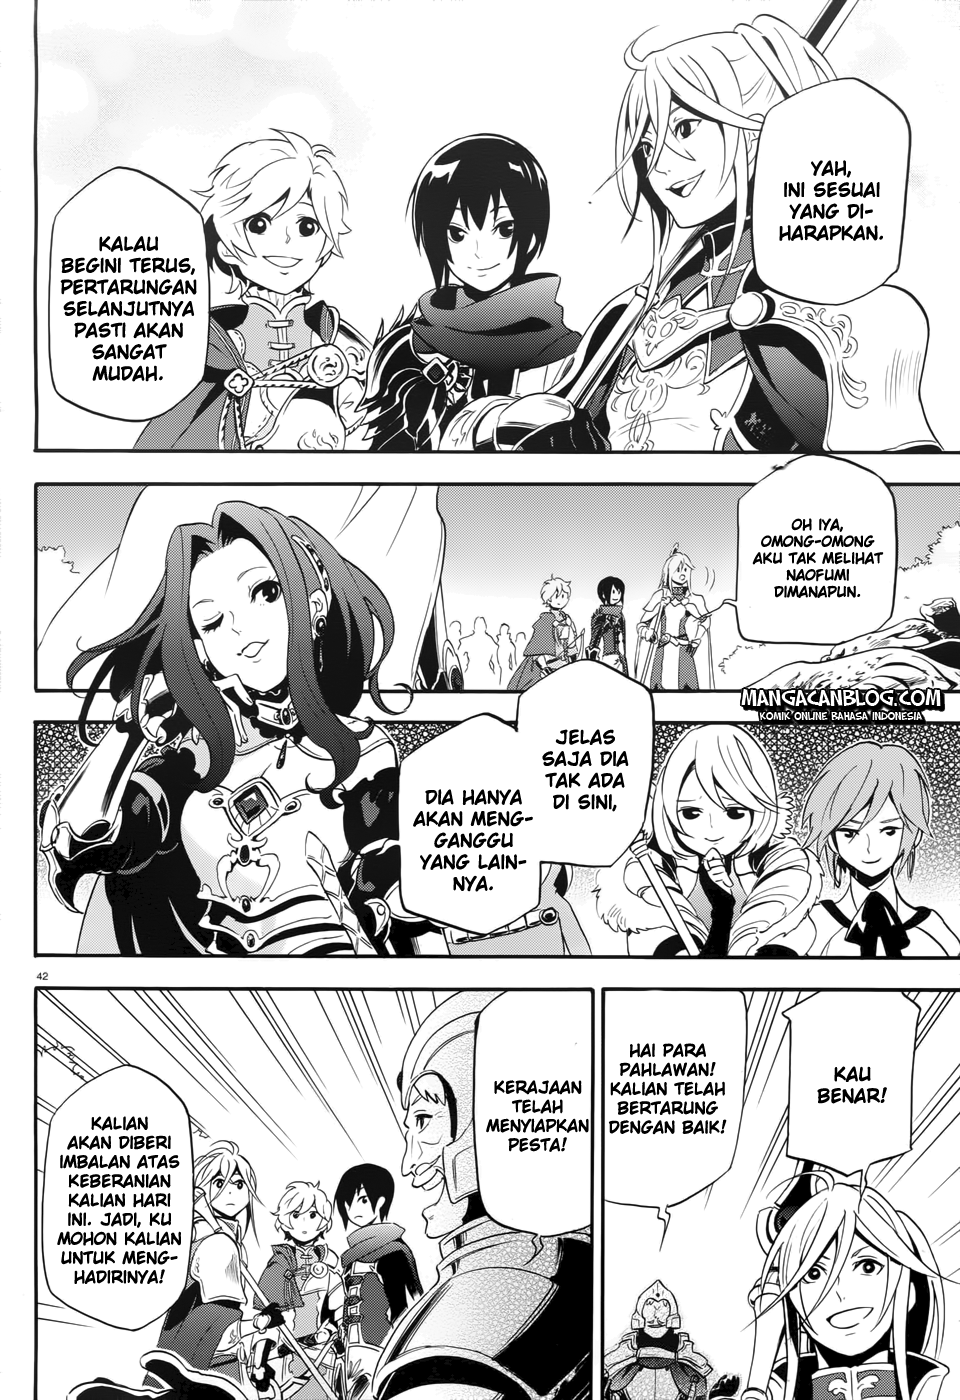 YAH,
INI SESUAI
YANG DI-
HARAPKAN.
KALAU
BEGINI TERUS,
PERTARUNGAN
SELANJUTNYA
PASTI AKAN
SANGAT
MUDAH.
OH IYA,
OMONG-OMONG
AKU TAK MELIHAT
NAOFUMI
DIMANAPUN.
MANGACANBLOG.COM
KOMIK ONLINE BAHASA INDONESIA
JELAS
SAJA DIA
TAK ADA
DI SINI,
DIA HANYA
AKAN MENG-
GANGGU
YANG LAIN-
NYA.
42
KAU
BENAR!
HAI PARA
PAHLAWAN!
KALIAN TELAH
BERTARUNG
DENGAN BAIK!
KERAJAAN
TELAH
MENYIAPKAN
PESTA!
KALIAN
AKAN DIBERI
IMBALAN ATAS
KEBERANIAN
KALIAN HARI
INI. JADI, KU
MOHON KALIAN
UNTUK MENG-
HADIRINYA!